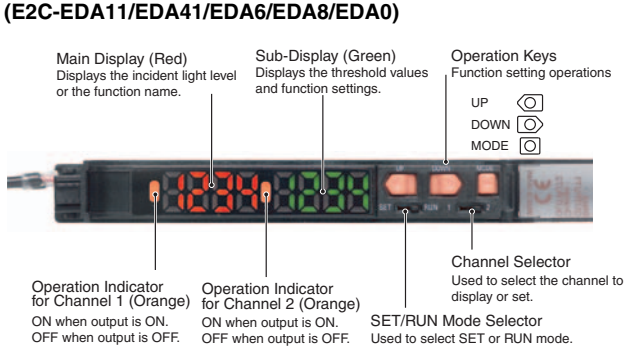 (E2C-EDA11/EDA41/EDA6/EDA8/EDA0)
Main Display (Red)
Displays the incident light level
or the function name.
Sub-Display (Green)
Displays the threshold values
and function settings.
Operation Keys
Function setting operations
UP
DOWN
MODE
UP DOWN MODE
1234 1234
SET RUN 1 2
CE
Operation Indicator
for Channel 1 (Orange)
ON when output is ON.
OFF when output is OFF.
Operation Indicator
for Channel 2 (Orange)
ON when output is ON.
OFF when output is OFF.
SET/RUN Mode Selector
Used to select SET or RUN mode.
Channel Selector
Used to select the channel to
display or set.